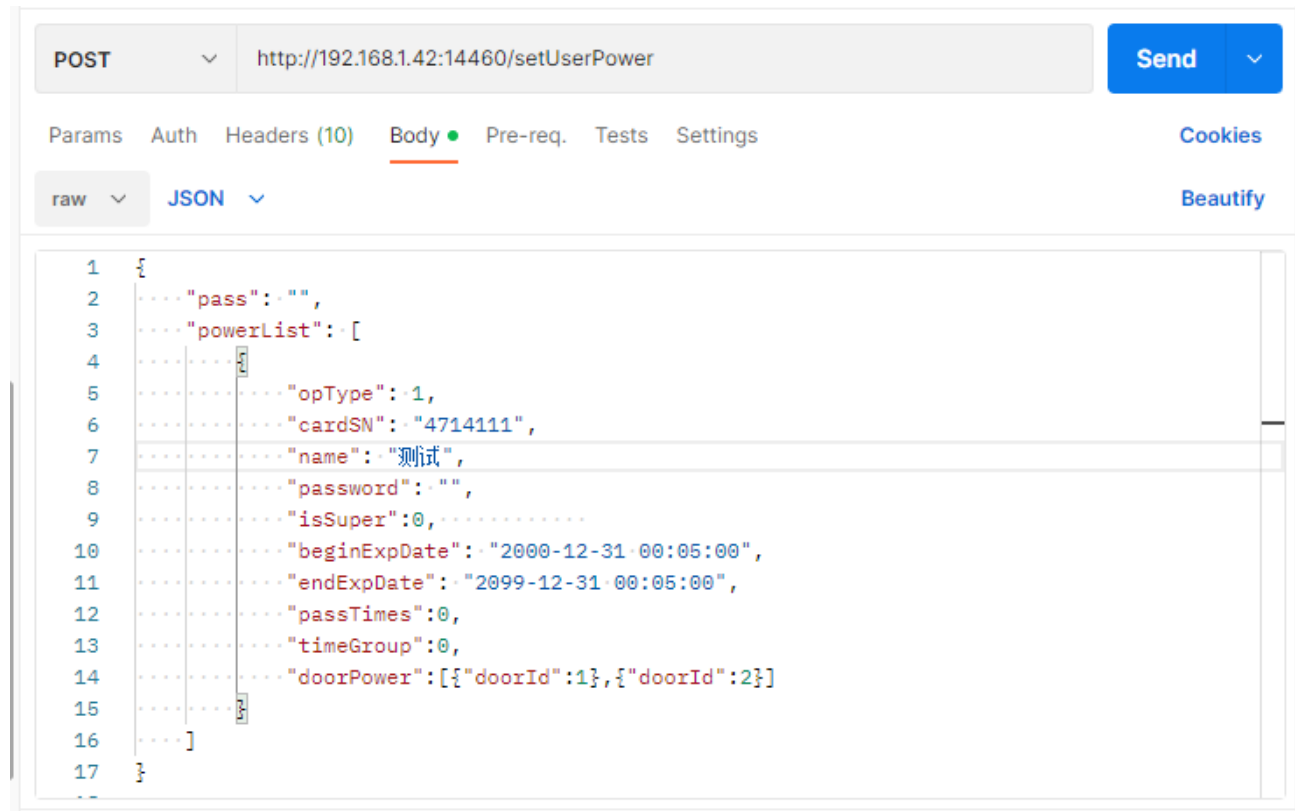 POST http://192.168.1.42:14460/setUserPower Send
Params Auth Headers (10) Body Pre-req. Tests Settings Cookies
raw JSON Beautify
1 {
2 "pass": "",
3 "powerList": [
4 {
5 "opType": 1,
6 "cardSN": "4714111",
7 "name": "测试",
8 "password": "",
9 "isSuper":0,
10 "beginExpDate": "2000-12-31 00:05:00",
11 "endExpDate": "2099-12-31 00:05:00",
12 "passTimes":0,
13 "timeGroup":0,
14 "doorPower":[{"doorId":1},{"doorId":2}]
15 }
16 ]
17 }